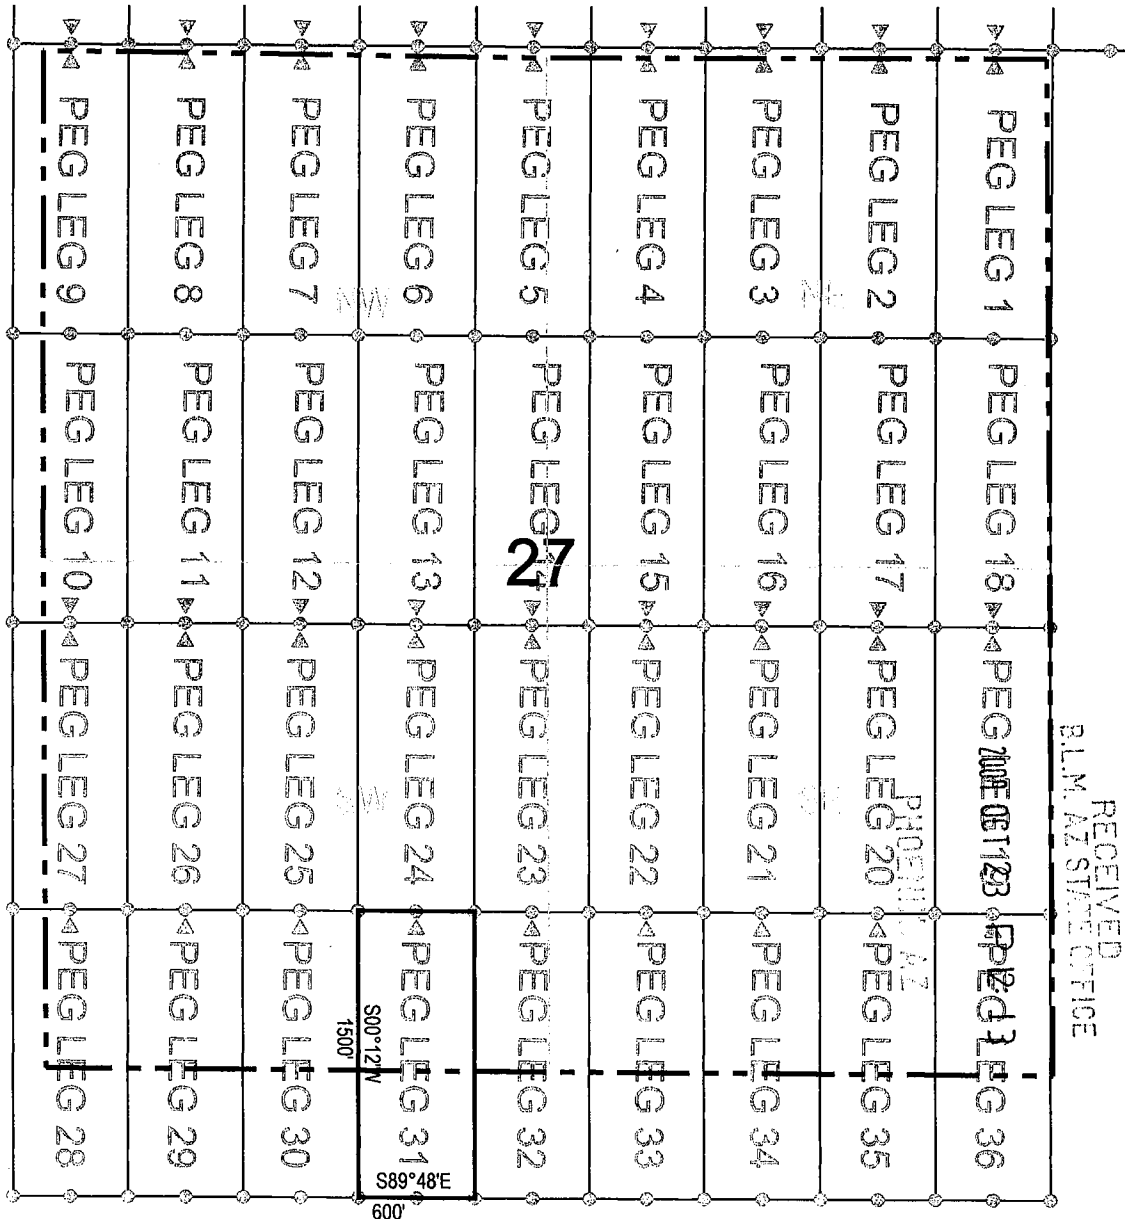 PEG LEG 9
PEG LEG 8
PEG LEG 7
PEG LEG 6
PEG LEG 5
PEG LEG 4
PEG LEG 3
PEG LEG 2
PEG LEG 1
NW
NE
PEG LEG 10
PEG LEG 11
PEG LEG 12
PEG LEG 13
PEG LEG 14
PEG LEG 15
PEG LEG 16
PEG LEG 17
PEG LEG 18
27
PEG LEG 27
PEG LEG 26
PEG LEG 25
PEG LEG 24
PEG LEG 23
PEG LEG 22
PEG LEG 21
PEG LEG 20
PEG
SW
RECEIVED
B.L.M. AZ STATE OFFICE
PHOENIX, AZ
PEG LEG 28
PEG LEG 29
PEG LEG 30
PEG LEG 31
PEG LEG 32
PEG LEG 33
PEG LEG 34
PEG LEG 35
PEG LEG 36
S00°12'W
1500'
S89°48'E
600'